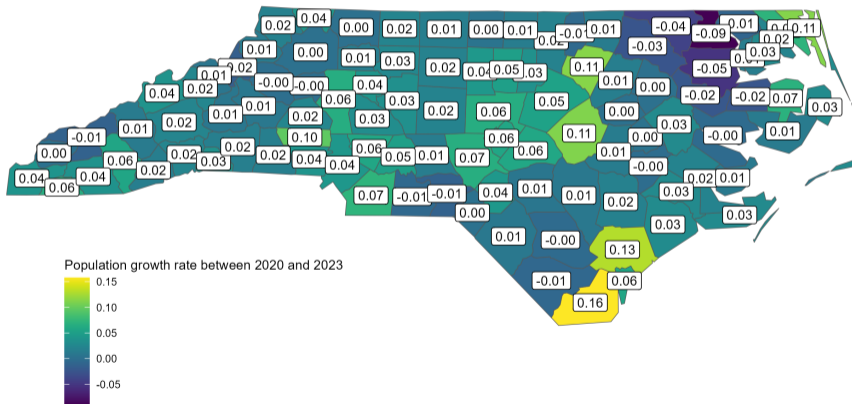 0.02 0.04 0.00 0.02 0.01 0.00 0.01 -0.01 0.01 -0.04 -0.09 0.01 0.11
0.01 0.00 0.01 0.03 0.02 0.05 0.11 -0.03 0.02 0.03
0.01 0.02 -0.00 -0.00 0.04 0.01 0.00 -0.05
0.04 0.02 0.06 0.03 0.05 -0.02 -0.02 0.07 0.03
0.01 0.01 0.02 0.03 0.02 0.06 0.00
-0.01 0.01 0.02 0.10 0.06 0.11 0.00 0.03 -0.00 0.01
0.00 0.06 0.02 0.03 0.02 0.02 0.04 0.04 0.06 0.05 0.01 0.07 0.06 0.01 -0.00
0.04 0.06 0.04 0.02 0.07 -0.01 -0.01 0.04 0.01 0.01 0.02 0.03 0.02 0.01
0.00 0.03 0.03
0.01 -0.00 0.13
-0.01 0.06
0.16
Population growth rate between 2020 and 2023
0.15
0.10
0.05
0.00
-0.05